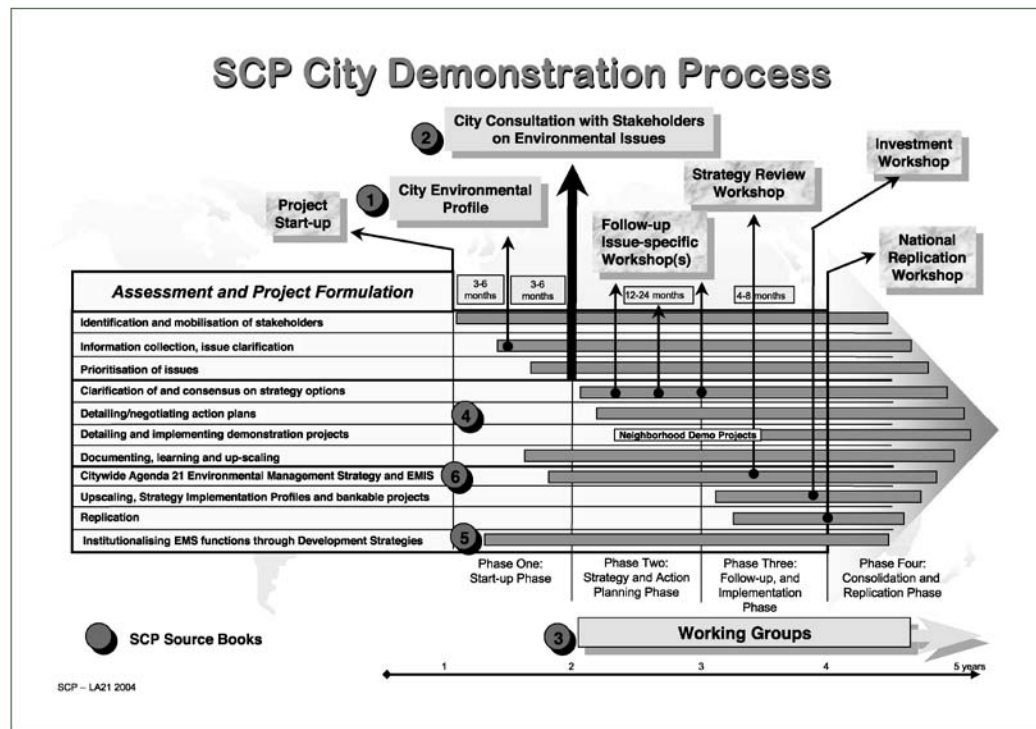 SCP City Demonstration Process
2
City Consultation with Stakeholders
on Environmental Issues
Investment
Workshop
Strategy Review
Workshop
1
City Environmental
Profile
Project
Start-up
Follow-up
Issue-specific
Workshop(s)
National
Replication
Workshop
Assessment and Project Formulation
3-6
months
3-6
months
12-24 months
4-8 months
Identification and mobilisation of stakeholders
Information collection, issue clarification
Prioritisation of issues
Clarification of and consensus on strategy options
Detailing/negotiating action plans
4
Detailing and implementing demonstration projects
Neighborhood Demo Projects
Documenting, learning and up-scaling
Citywide Agenda 21 Environmental Management Strategy and EMIS
6
Upscaling, Strategy Implementation Profiles and bankable projects
Replication
Institutionalising EMS functions through Development Strategies
5
Phase One:
Start-up Phase
Phase Two:
Strategy and Action
Planning Phase
Phase Three:
Follow-up, and
Implementation
Phase
Phase Four:
Consolidation and
Replication Phase
SCP Source Books
3
Working Groups
1
2
3
4
5 years
SCP – LA21 2004